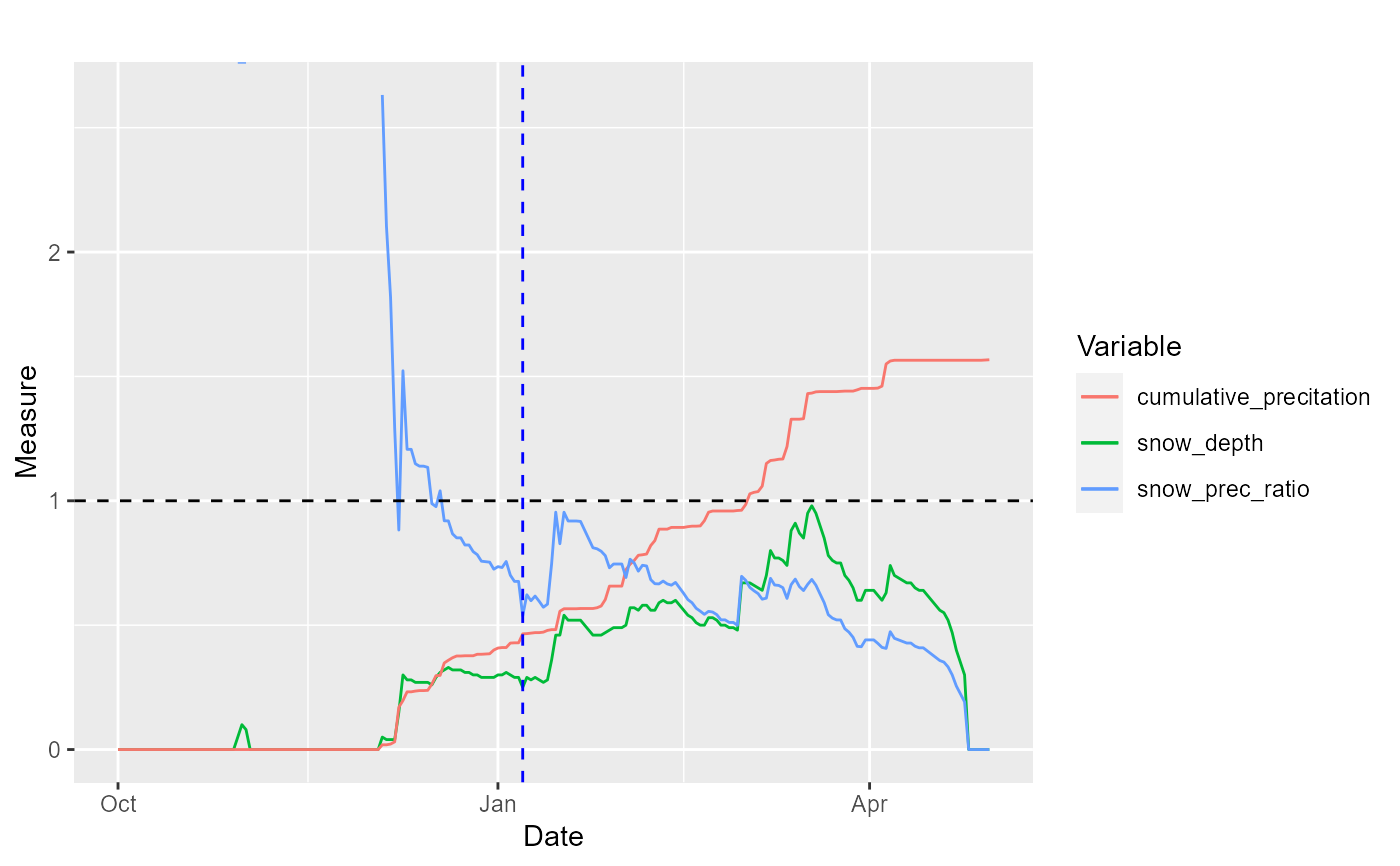 Measure
2
1
0
Oct
Jan
Apr
Date
Variable
cumulative_precitation
snow_depth
snow_prec_ratio